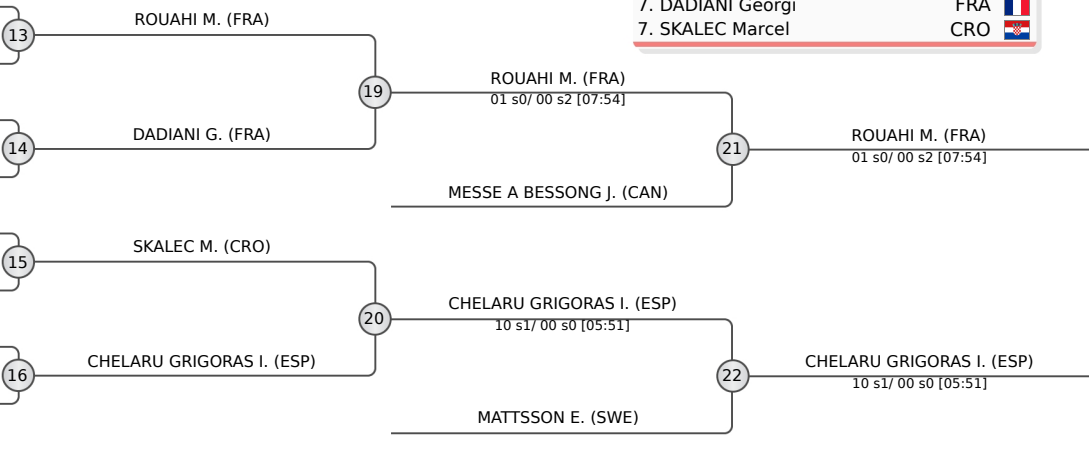 7. DADIANI Georgi FRA
7. SKALEC Marcel CRO
13
ROUAHI M. (FRA)
14
DADIANI G. (FRA)
19
ROUAHI M. (FRA)
01 s0/ 00 s2 [07:54]
MESSE A BESSONG J. (CAN)
21
ROUAHI M. (FRA)
01 s0/ 00 s2 [07:54]
15
SKALEC M. (CRO)
16
CHELARU GRIGORAS I. (ESP)
20
CHELARU GRIGORAS I. (ESP)
10 s1/ 00 s0 [05:51]
MATTSSON E. (SWE)
22
CHELARU GRIGORAS I. (ESP)
10 s1/ 00 s0 [05:51]